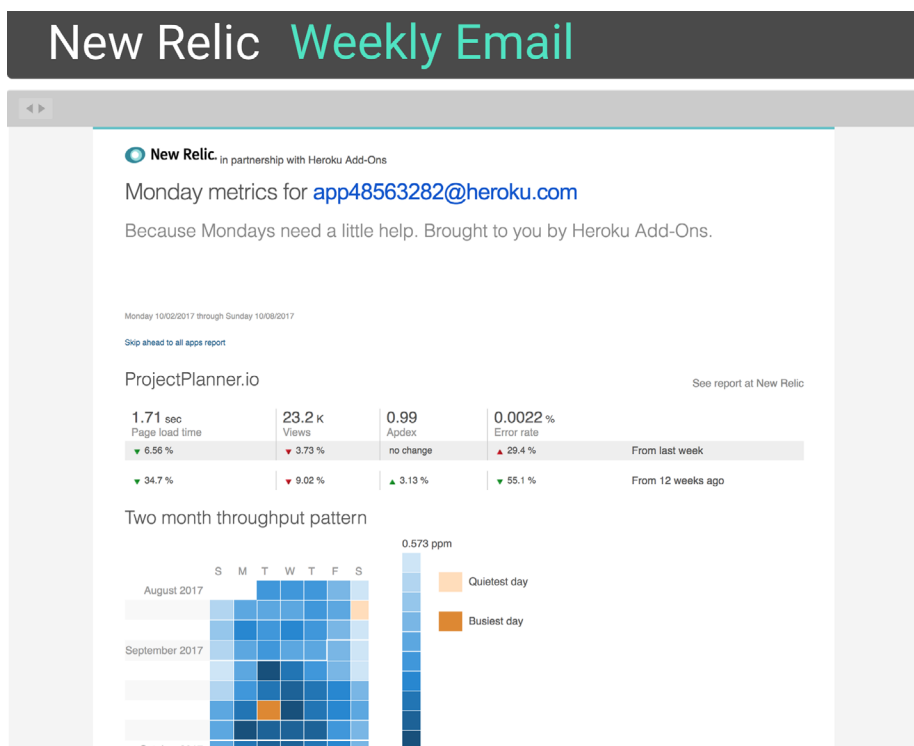 New Relic Weekly Email
New Relic. in partnership with Heroku Add-Ons
Monday metrics for app48563282@heroku.com
Because Mondays need a little help. Brought to you by Heroku Add-Ons.
Monday 10/02/2017 through Sunday 10/08/2017
Skip ahead to all apps report
ProjectPlanner.io
See report at New Relic
1.71 sec 23.2 K 0.99 0.0022 %
Page load time Views Apdex Error rate
▼ 6.56 % ▼ 3.73 % no change ▲ 29.4 % From last week
▼ 34.7 % ▼ 9.02 % ▲ 3.13 % ▼ 55.1 % From 12 weeks ago
Two month throughput pattern
0.573 ppm
S M T W T F S
Quietest day
August 2017
Busiest day
September 2017